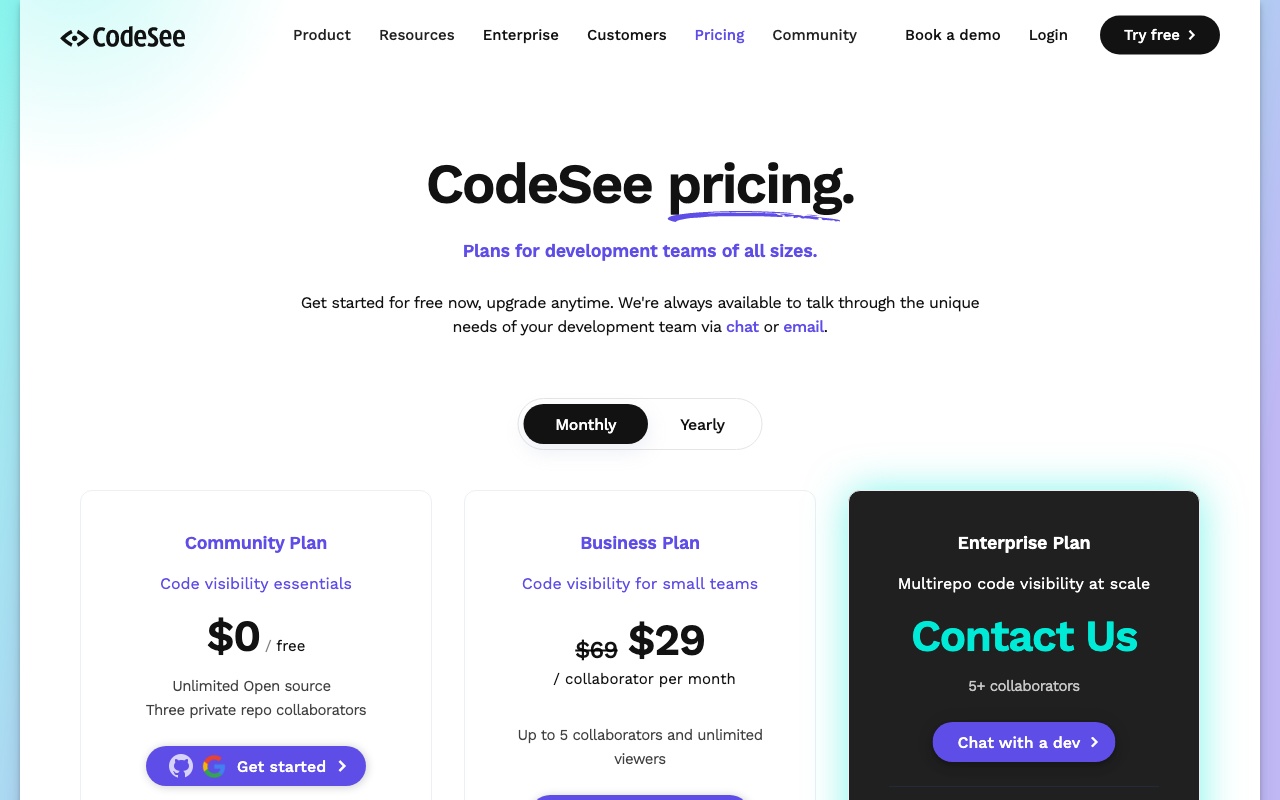 CodeSee
Product Resources Enterprise Customers Pricing Community Book a demo Login Try free
CodeSee pricing.
Plans for development teams of all sizes.
Get started for free now, upgrade anytime. We're always available to talk through the unique
needs of your development team via chat or email.
Monthly Yearly
Community Plan
Code visibility essentials
$0 / free
Unlimited Open source
Three private repo collaborators
Get started
Business Plan
Code visibility for small teams
$69 $29
/ collaborator per month
Up to 5 collaborators and unlimited
viewers
Enterprise Plan
Multirepo code visibility at scale
Contact Us
5+ collaborators
Chat with a dev